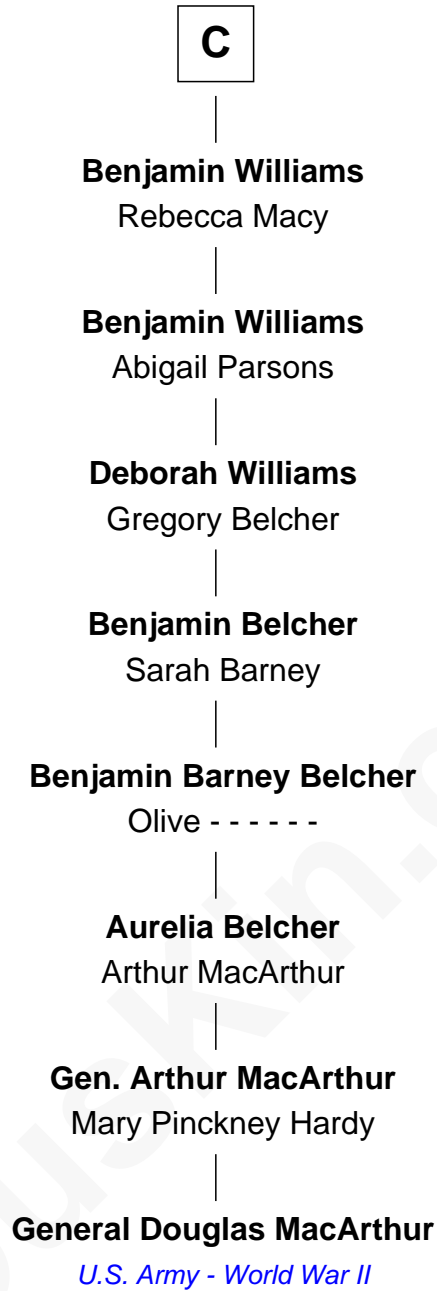 C
Benjamin Williams
Rebecca Macy
Benjamin Williams
Abigail Parsons
Deborah Williams
Gregory Belcher
Benjamin Belcher
Sarah Barney
Benjamin Barney Belcher
Olive - - - - - -
Aurelia Belcher
Arthur MacArthur
Gen. Arthur MacArthur
Mary Pinckney Hardy
General Douglas MacArthur
U.S. Army - World War II